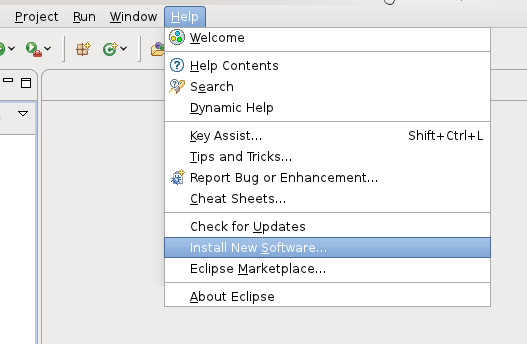 Project Run Window Help
Welcome
Help Contents
Search
Dynamic Help
Key Assist... Shift+Ctrl+L
Tips and Tricks...
Report Bug or Enhancement...
Cheat Sheets...
Check for Updates
Install New Software...
Eclipse Marketplace...
About Eclipse